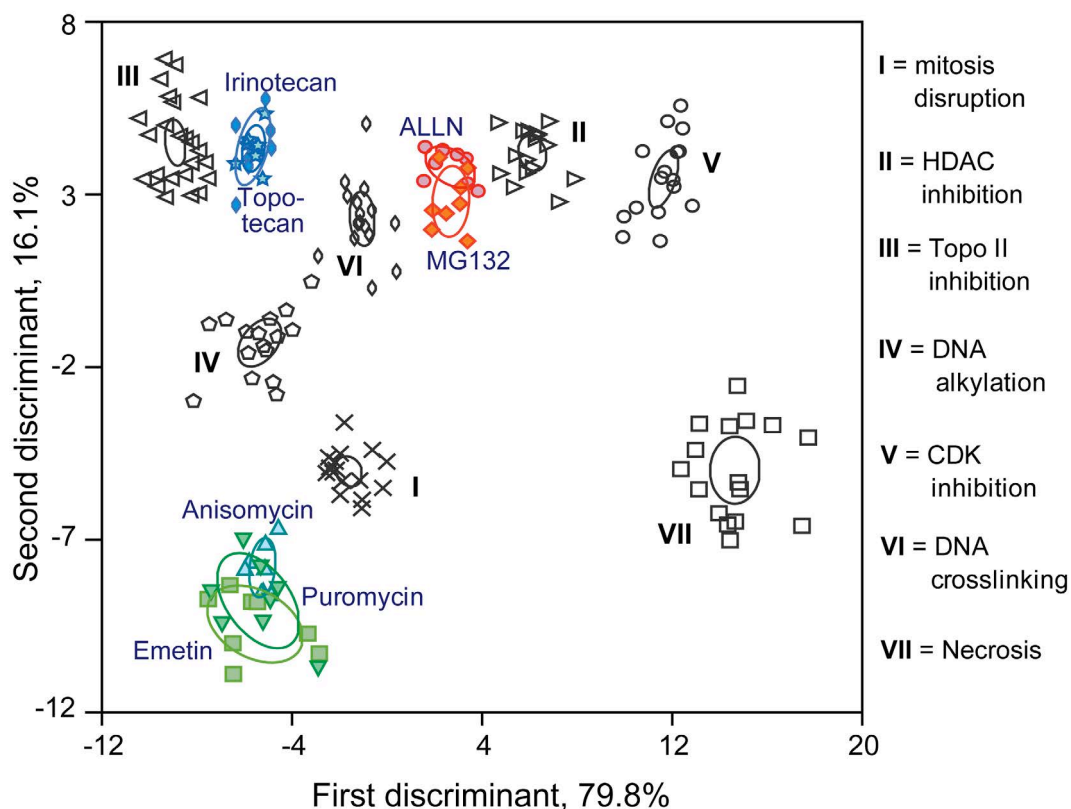 8
3
-2
-7
-12
Second discriminant, 16.1%
-12
-4
4
12
20
First discriminant, 79.8%
III
Irinotecan
Topo-
tecan
ALLN
MG132
II
V
VI
IV
I
VII
Anisomycin
Puromycin
Emetin
I = mitosis
disruption
II = HDAC
inhibition
III = Topo II
inhibition
IV = DNA
alkylation
V = CDK
inhibition
VI = DNA
crosslinking
VII = Necrosis